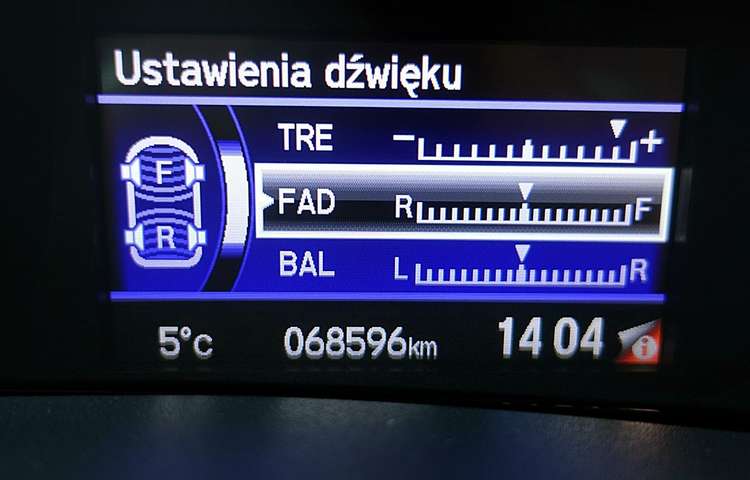 Ustawienia dźwięku
TRE - +
F
FAD R F
R
BAL L R
5°C 068596km 14 04 i